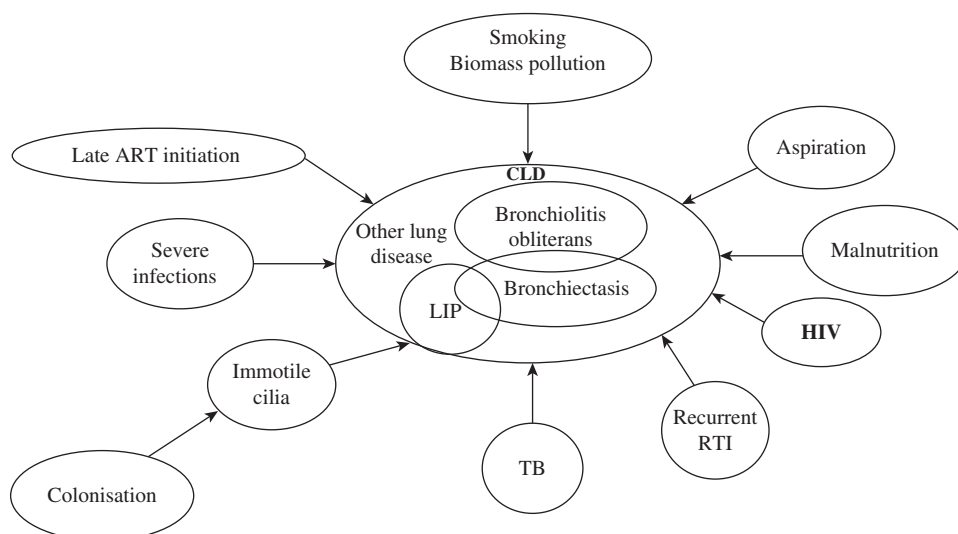 Smoking
Biomass pollution
Late ART initiation
Aspiration
CLD
Bronchiolitis
obliterans
Other lung
disease
Severe
infections
Malnutrition
Bronchiectasis
LIP
HIV
Immotile
cilia
Recurrent
RTI
TB
Colonisation